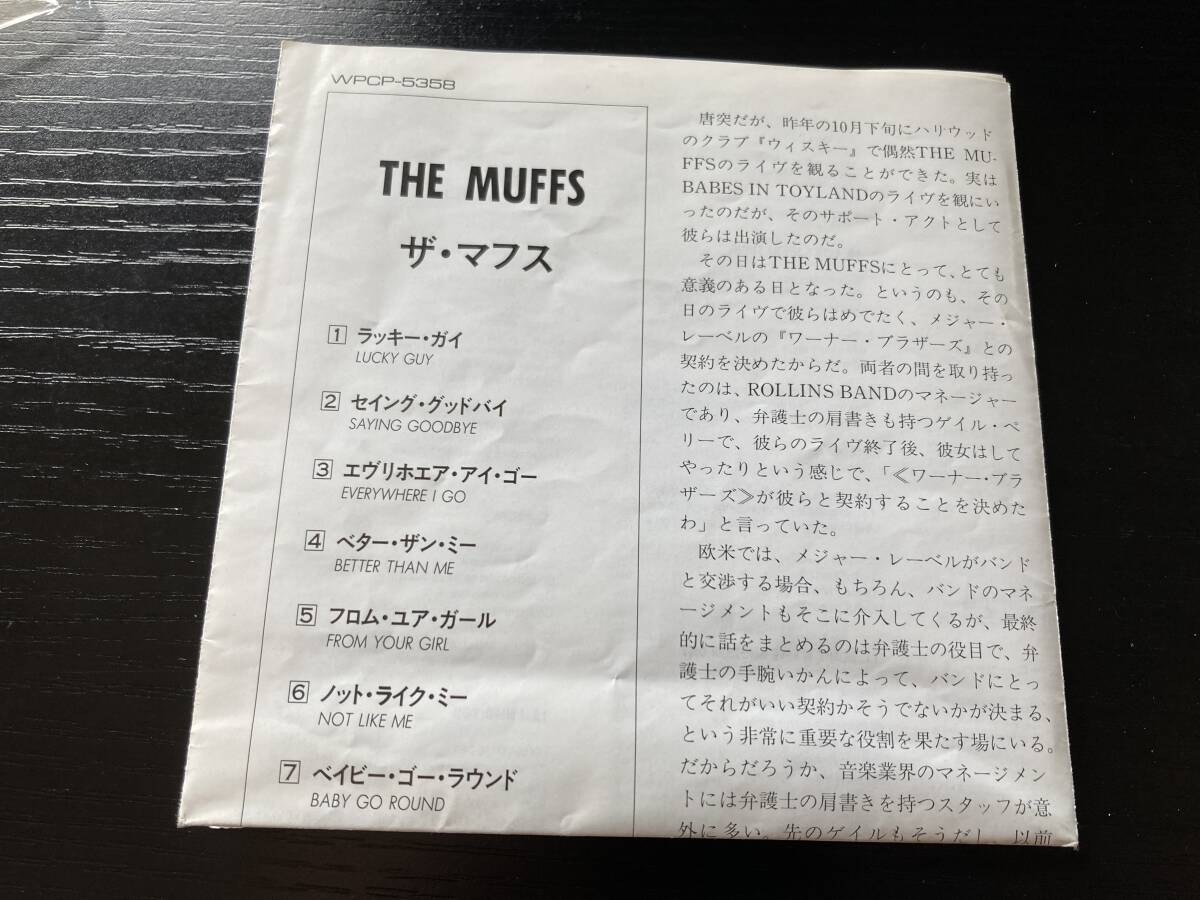 WPCP-5358
THE MUFFS
ザ・マフス
1 ラッキー・ガイ
LUCKY GUY
2 セイング・グッドバイ
SAYING GOODBYE
3 エヴリホエア・アイ・ゴー
EVERYWHERE I GO
4 ベター・ザン・ミー
BETTER THAN ME
5 フロム・ユア・ガール
FROM YOUR GIRL
6 ノット・ライク・ミー
NOT LIKE ME
7 ベイビー・ゴー・ラウンド
BABY GO ROUND
唐突だが、昨年の10月下旬にハリウッド
のクラブ『ウィスキー』で偶然THE MU-
FFSのライヴを観ることができた。実は
BABES IN TOYLANDのライヴを観にい
ったのだが、そのサポート・アクトとして
彼らは出演したのだ。
その日はTHE MUFFSにとって、とても
意義のある日となった。というのも、その
日のライヴで彼らはめでたく、メジャー・
レーベルの『ワーナー・ブラザーズ』との
契約を決めたからだ。両者の間を取り持っ
たのは、ROLLINS BANDのマネージャー
であり、弁護士の肩書きも持つゲイル・ペ
リーで、彼らのライヴ終了後、彼女はして
やったりという感じで、「≪ワーナー・ブラ
ザーズ≫が彼らと契約することを決めた
わ」と言っていた。
欧米では、メジャー・レーベルがバンド
と交渉する場合、もちろん、バンドのマネ
ージメントもそこに介入してくるが、最終
的に話をまとめるのは弁護士の役目で、弁
護士の手腕いかんによって、バンドにとっ
てそれがいい契約かそうでないかが決まる、
という非常に重要な役割を果たす場にいる。
だからだろうか、音楽業界のマネージメン
トには弁護士の肩書きを持つスタッフが意
外に多い。先のゲイルもそうだし、以前